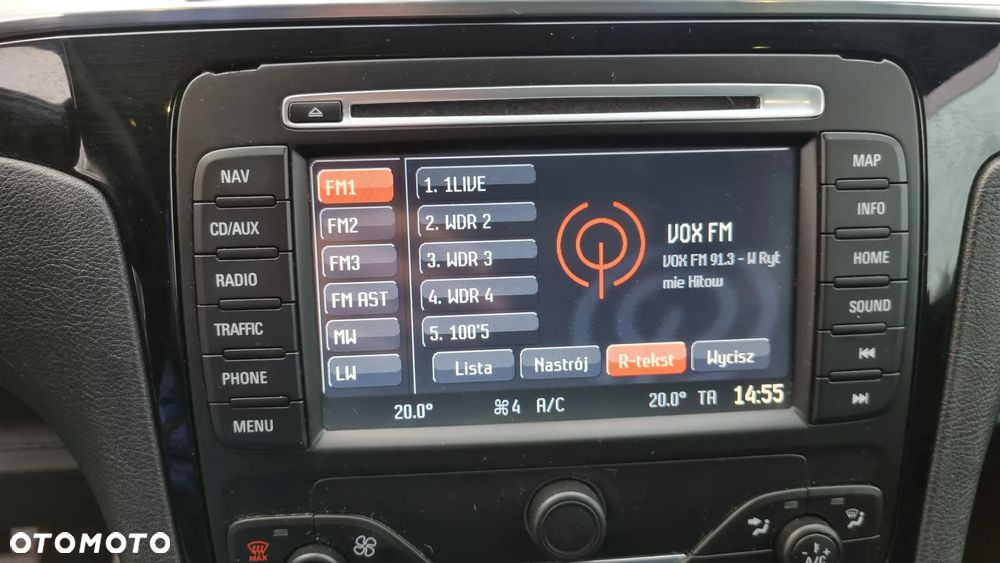 NAV
CD/AUX
RADIO
TRAFFIC
PHONE
MENU
FM1
FM2
FM3
FM AST
MW
LW
1. 1LIVE
2. WDR 2
3. WDR 3
4. WDR 4
5. 100'5
VOX FM
VOX FM 91.3 - W Ryt
mie Hitow
Lista
Nastrój
R-tekst
Wycisz
20.0°
4
A/C
20.0°
TA
14:55
MAP
INFO
HOME
SOUND
MAX
A/C
OTOMOTO